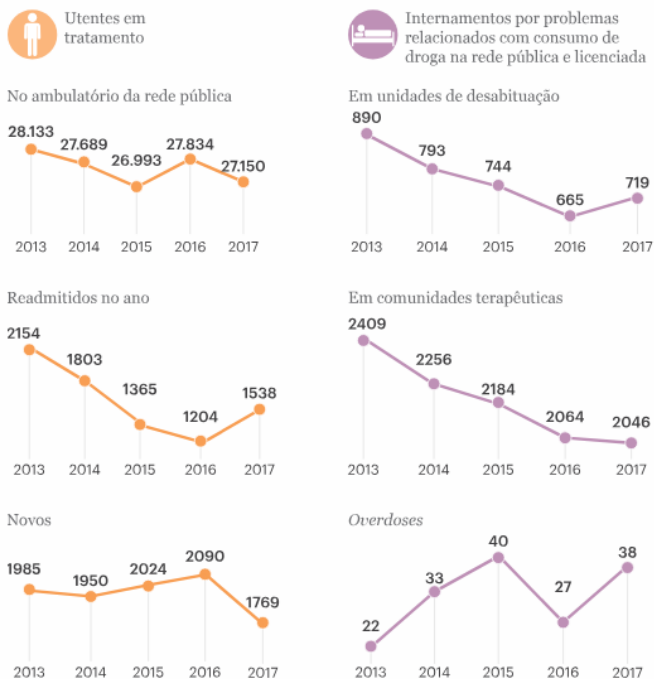 Utentes em
tratamento
No ambulatório da rede pública
28.133
27.689
26.993
27.834
27.150
2013 2014 2015 2016 2017
Readmitidos no ano
2154
1803
1365
1204
1538
2013 2014 2015 2016 2017
Novos
1985
1950
2024
2090
1769
2013 2014 2015 2016 2017
Internamentos por problemas
relacionados com consumo de
droga na rede pública e licenciada
Em unidades de desabituação
890
793
744
665
719
2013 2014 2015 2016 2017
Em comunidades terapêuticas
2409
2256
2184
2064
2046
2013 2014 2015 2016 2017
Overdoses
22
33
40
27
38
2013 2014 2015 2016 2017